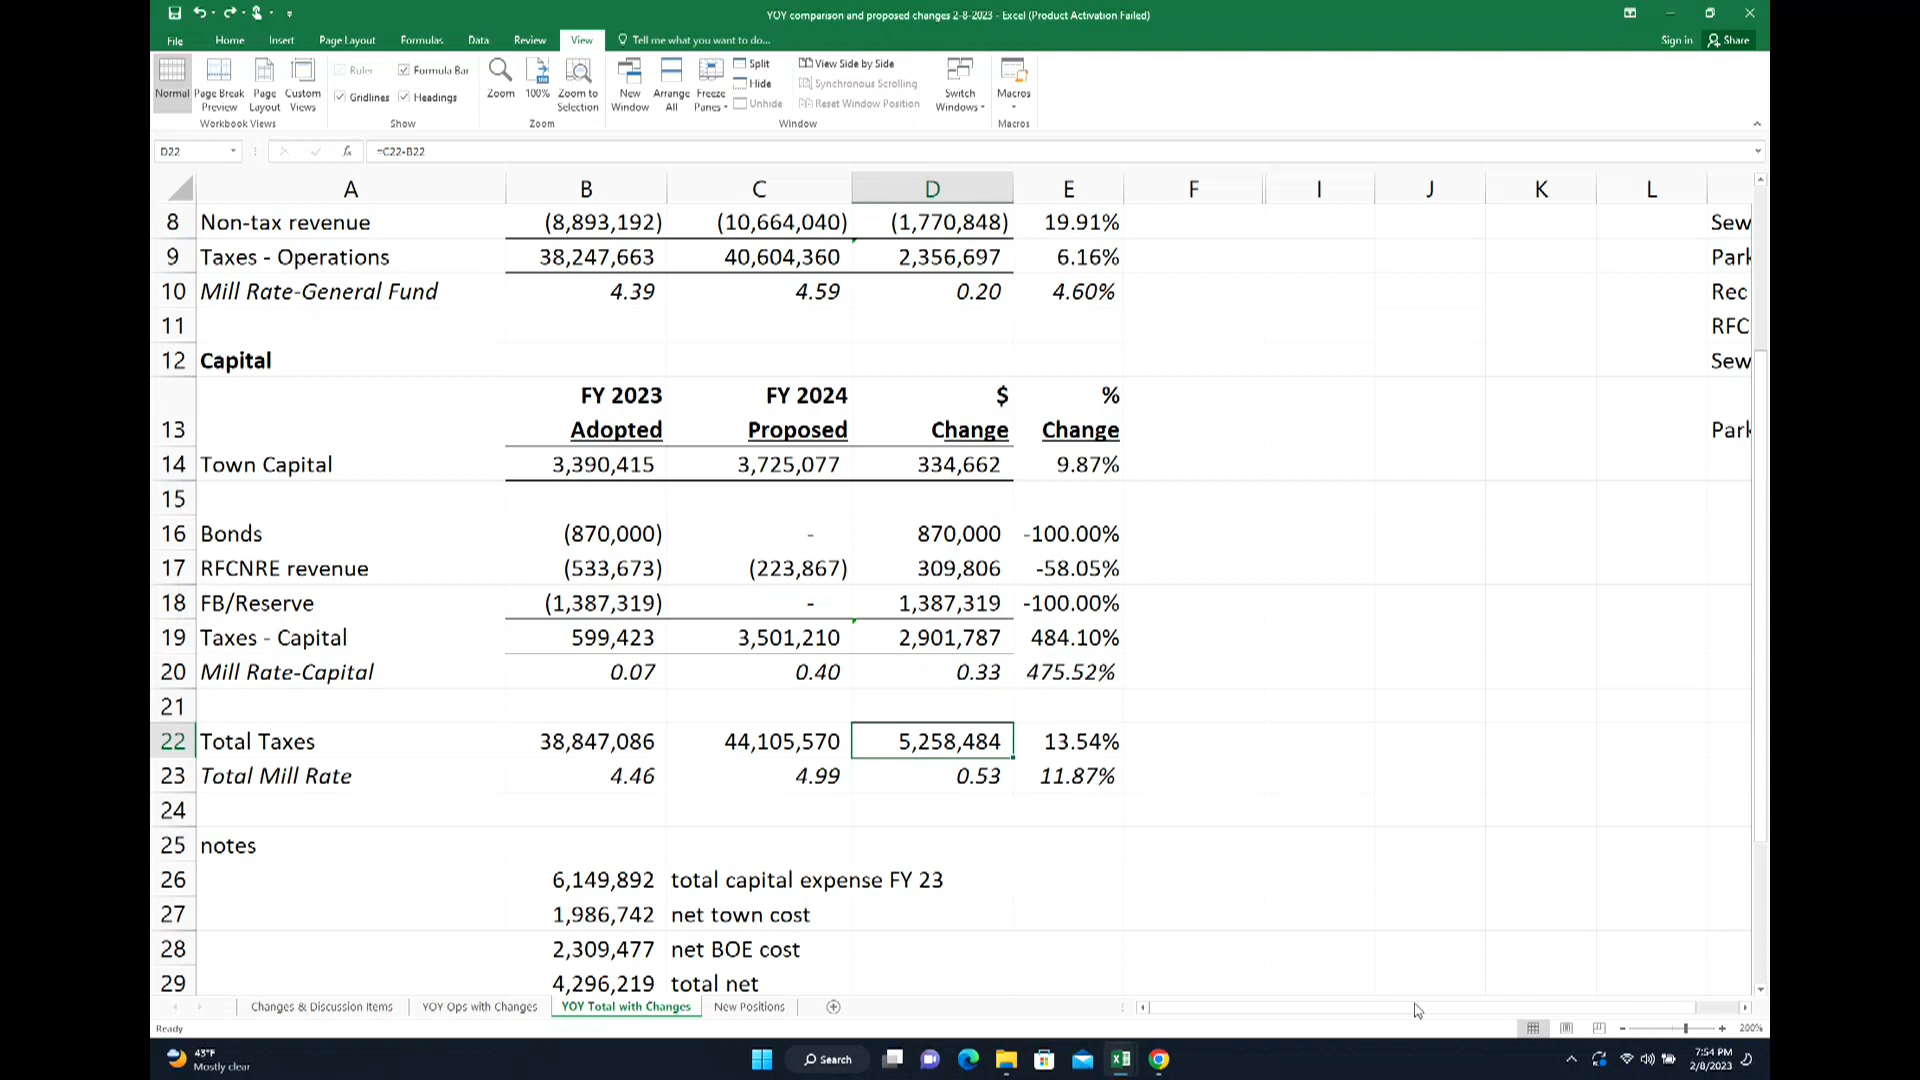 YOY comparison and proposed changes 2-8-2023 - Excel (Product Activation Failed)
File Home Insert Page Layout Formulas Data Review View Tell me what you want to do... Sign in Share
Normal Page Break Preview Page Layout Custom Views Workbook Views
Ruler Formula Bar
Gridlines Headings
Show
Zoom 100% Zoom to Selection
Zoom
New Window Arrange All Freeze Panes
Split
Hide
Unhide
View Side by Side
Synchronous Scrolling
Reset Window Position
Switch Windows
Window
Macros
Macros
D22 fx =C22-B22
A B C D E F I J K L
8 Non-tax revenue (8,893,192) (10,664,040) (1,770,848) 19.91% Sew
9 Taxes - Operations 38,247,663 40,604,360 2,356,697 6.16% Park
10 Mill Rate-General Fund 4.39 4.59 0.20 4.60% Rec
11 RFC
12 Capital Sew
FY 2023 FY 2024 $ %
13 Adopted Proposed Change Change Park
14 Town Capital 3,390,415 3,725,077 334,662 9.87%
15
16 Bonds (870,000) - 870,000 -100.00%
17 RFCNRE revenue (533,673) (223,867) 309,806 -58.05%
18 FB/Reserve (1,387,319) - 1,387,319 -100.00%
19 Taxes - Capital 599,423 3,501,210 2,901,787 484.10%
20 Mill Rate-Capital 0.07 0.40 0.33 475.52%
21
22 Total Taxes 38,847,086 44,105,570 5,258,484 13.54%
23 Total Mill Rate 4.46 4.99 0.53 11.87%
24
25 notes
26 6,149,892 total capital expense FY 23
27 1,986,742 net town cost
28 2,309,477 net BOE cost
29 4,296,219 total net
Changes & Discussion Items YOY Ops with Changes YOY Total with Changes New Positions
Ready 200%
43°F
Mostly clear
Search
7:54 PM
2/8/2023